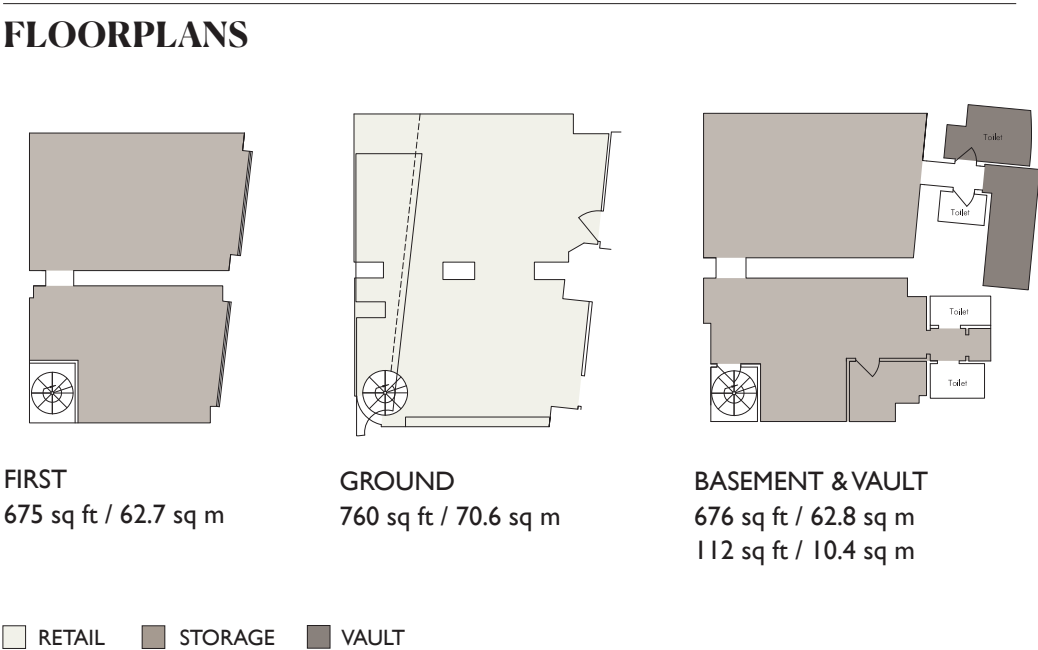 FLOORPLANS
Toilet
Toilet
Toilet
Toilet
FIRST
675 sq ft / 62.7 sq m
GROUND
760 sq ft / 70.6 sq m
BASEMENT & VAULT
676 sq ft / 62.8 sq m
112 sq ft / 10.4 sq m
RETAIL
STORAGE
VAULT